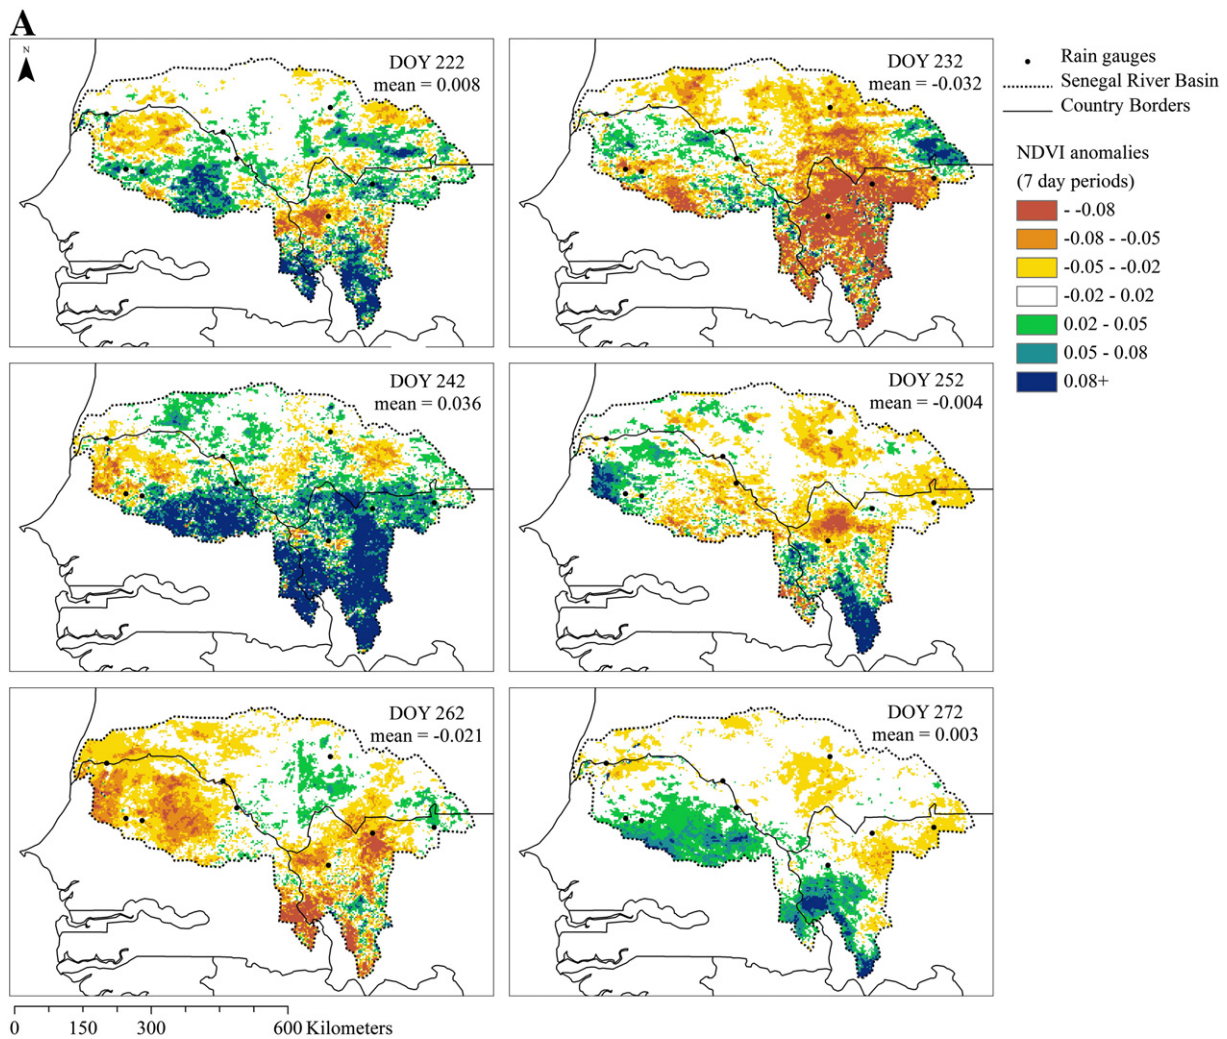 A
N
DOY 222
mean = 0.008
DOY 232
mean = -0.032
Rain gauges
Senegal River Basin
Country Borders
NDVI anomalies
(7 day periods)
- -0.08
-0.08 - -0.05
-0.05 - -0.02
-0.02 - 0.02
0.02 - 0.05
0.05 - 0.08
0.08+
DOY 242
mean = 0.036
DOY 252
mean = -0.004
DOY 262
mean = -0.021
DOY 272
mean = 0.003
0 150 300 600 Kilometers